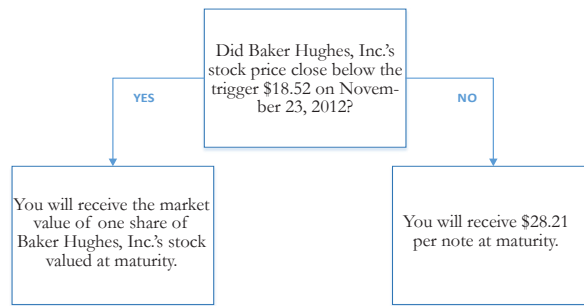 Did Baker Hughes, Inc.'s
stock price close below the
trigger $18.52 on Novem-
ber 23, 2012?
YES
NO
You will receive the market
value of one share of
Baker Hughes, Inc.'s stock
valued at maturity.
You will receive $28.21
per note at maturity.